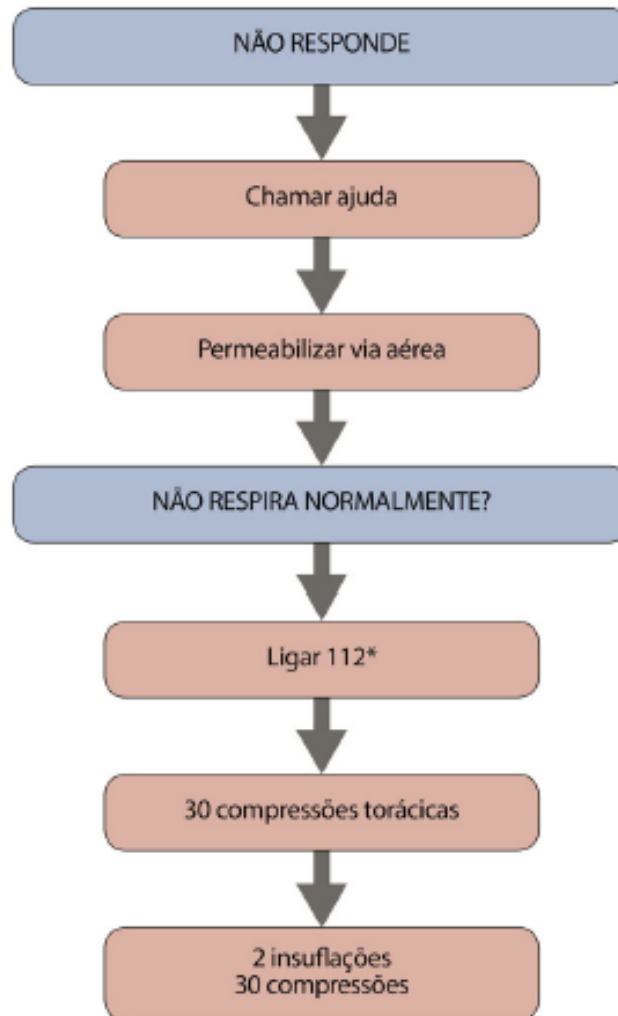 NÃO RESPONDE
Chamar ajuda
Permeabilizar via aérea
NÃO RESPIRA NORMALMENTE?
Ligar 112*
30 compressões torácicas
2 insuflações
30 compressões